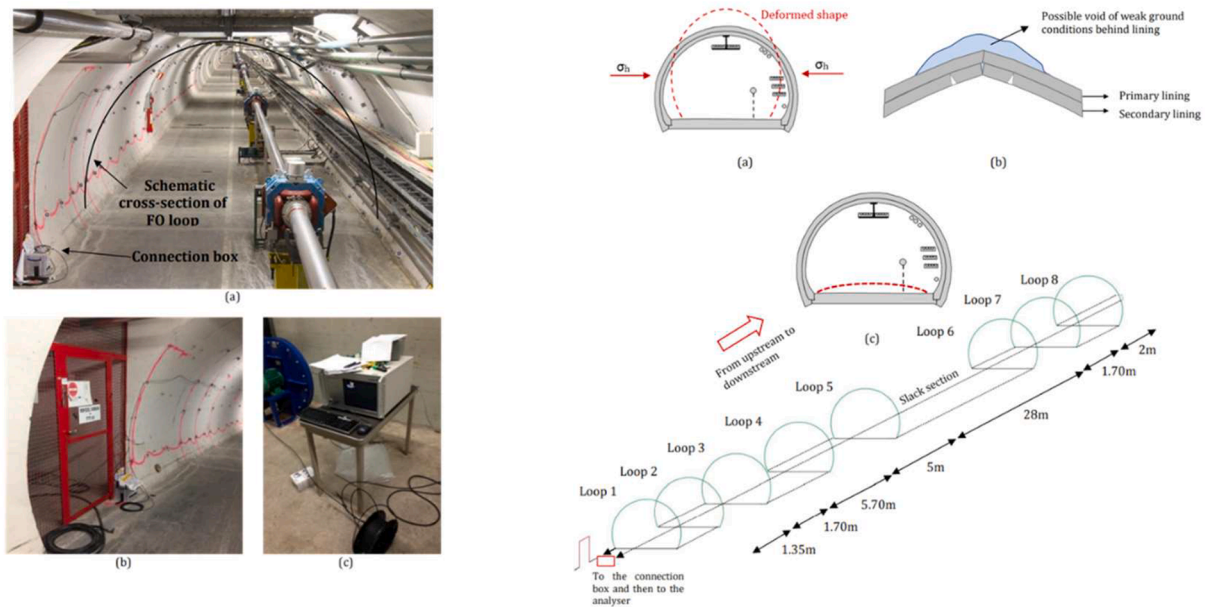 Schematic
cross-section of
FO loop
Connection box
(a)
(b)
(c)
Deformed shape
σh
σh
(a)
Possible void of weak ground
conditions behind lining
Primary lining
Secondary lining
(b)
(c)
From upstream to
downstream
Loop 8
Loop 7
Loop 6
Loop 5
Loop 4
Loop 3
Loop 2
Loop 1
Slack section
2m
1.70m
28m
5m
5.70m
1.70m
1.35m
To the connection
box and then to the
analyser